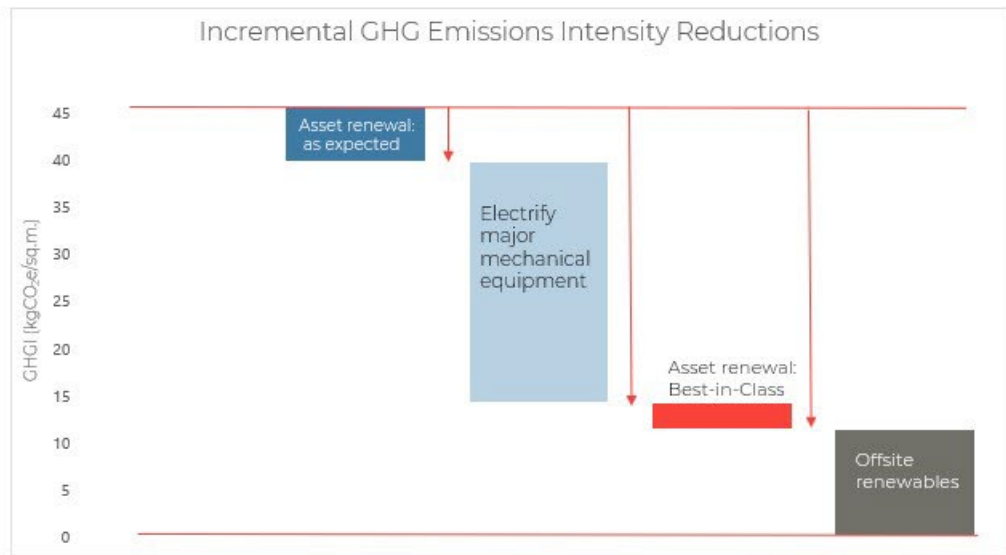 Incremental GHG Emissions Intensity Reductions
GHGI (kgCO₂e/sq.m.)
45
40
35
30
25
20
15
10
5
0
Asset renewal:
as expected
Electrify
major
mechanical
equipment
Asset renewal:
Best-in-Class
Offsite
renewables